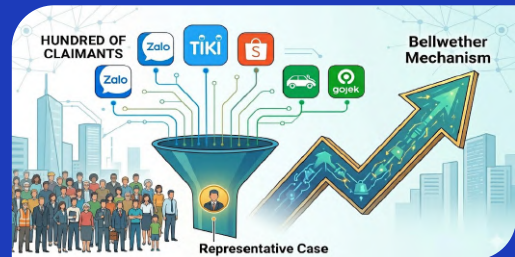 HUNDRED OF
CLAIMANTS
Zalo
Zalo
TIKI
S
gojek
Bellwether
Mechanism
Representative Case